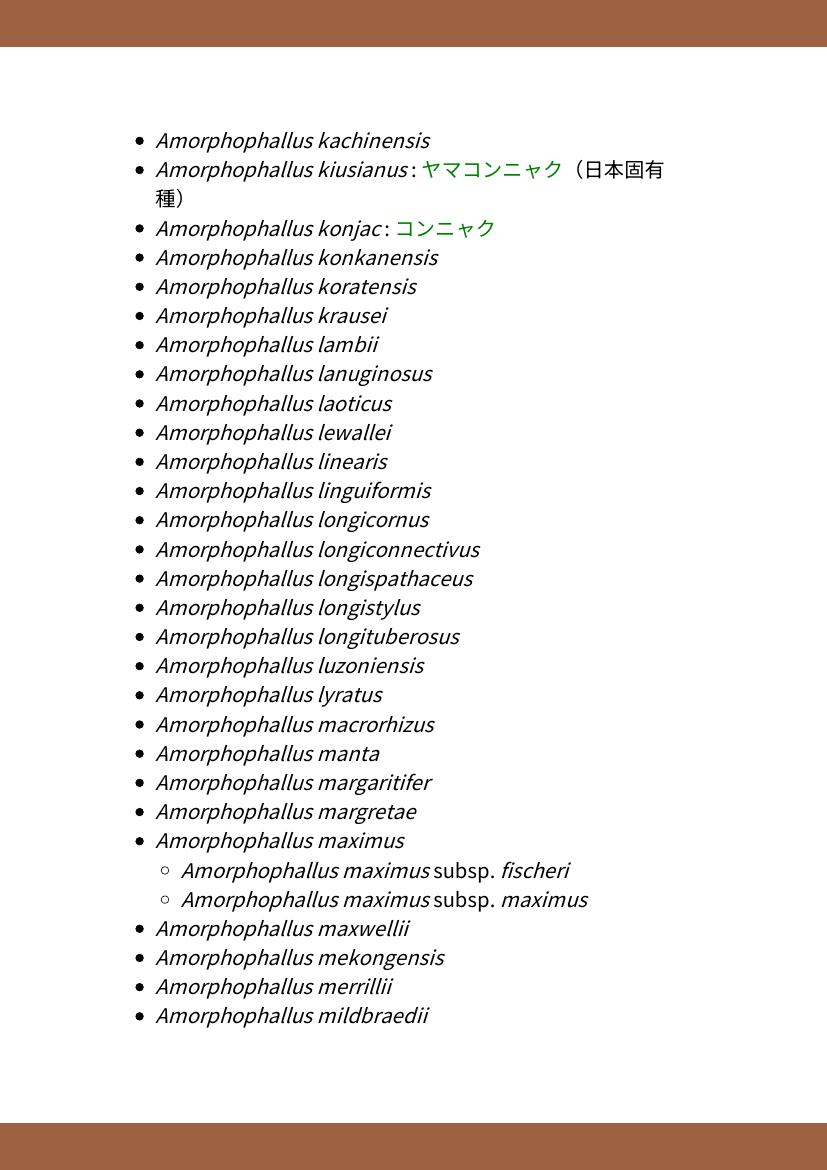 Amorphophallus kachinensis
Amorphophallus kiusianus : ヤマコンニャク（日本固有
種）
Amorphophallus konjac : コンニャク
Amorphophallus konkanensis
Amorphophallus koratensis
Amorphophallus krausei
Amorphophallus lambii
Amorphophallus lanuginosus
Amorphophallus laoticus
Amorphophallus lewallei
Amorphophallus linearis
Amorphophallus linguiformis
Amorphophallus longicornus
Amorphophallus longiconnectivus
Amorphophallus longispathaceus
Amorphophallus longistylus
Amorphophallus longituberosus
Amorphophallus luzoniensis
Amorphophallus lyratus
Amorphophallus macrorhizus
Amorphophallus manta
Amorphophallus margaritifer
Amorphophallus margretae
Amorphophallus maximus
Amorphophallus maximus subsp. fischeri
Amorphophallus maximus subsp. maximus
Amorphophallus maxwellii
Amorphophallus mekongensis
Amorphophallus merrillii
Amorphophallus mildbraedii